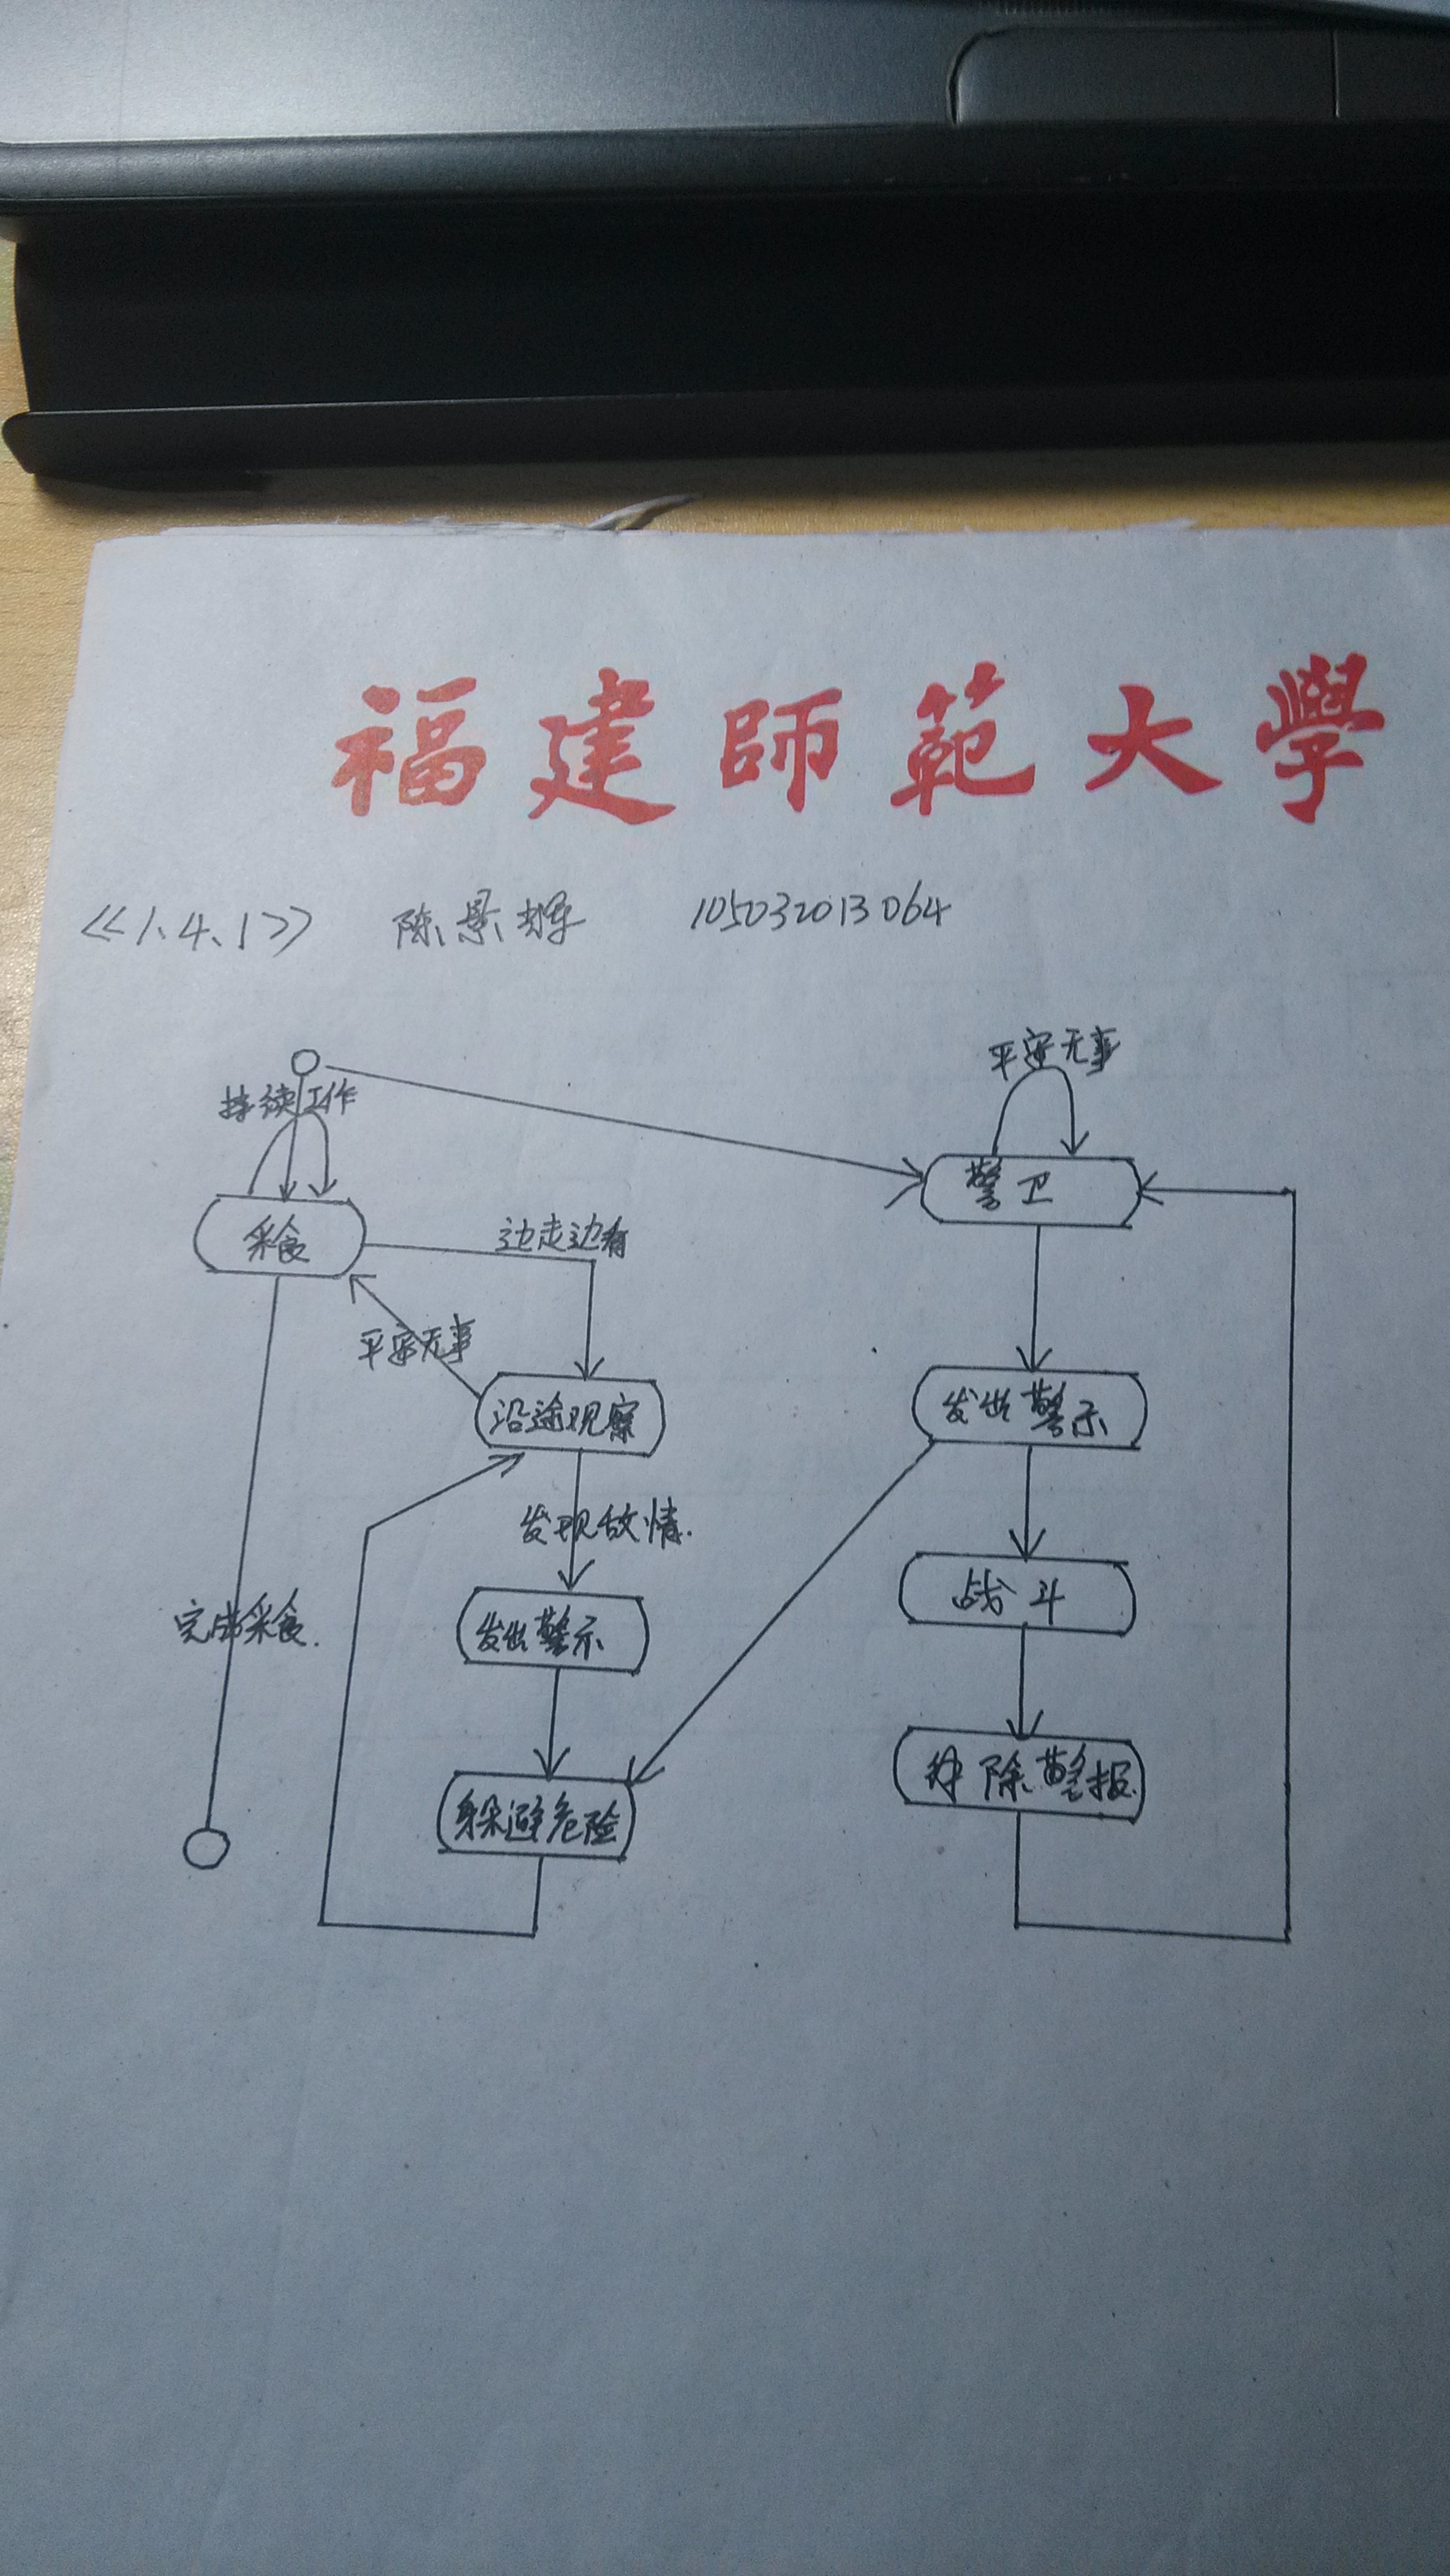 福建師範大學
<<1.4.1>> 陈景辉 105032013064
平安无事
持续工作
警卫
采食
边走边看
平安无事
沿途观察
发出警示
发现敌情.
战斗
完成采食.
发出警示
排除警报
躲避危险